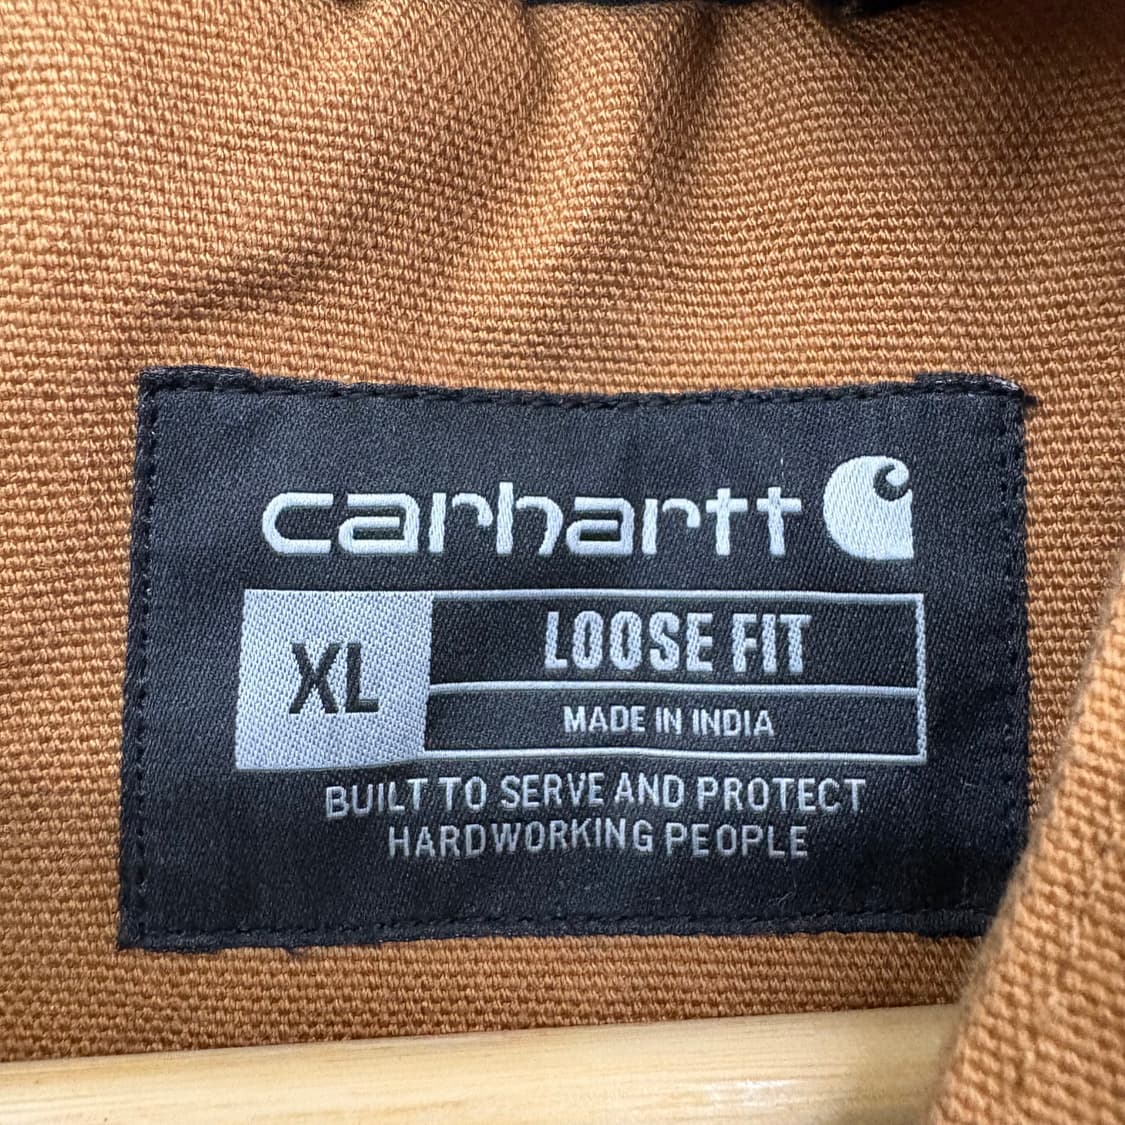 carhartt
XL
LOOSE FIT
MADE IN INDIA
BUILT TO SERVE AND PROTECT
HARDWORKING PEOPLE